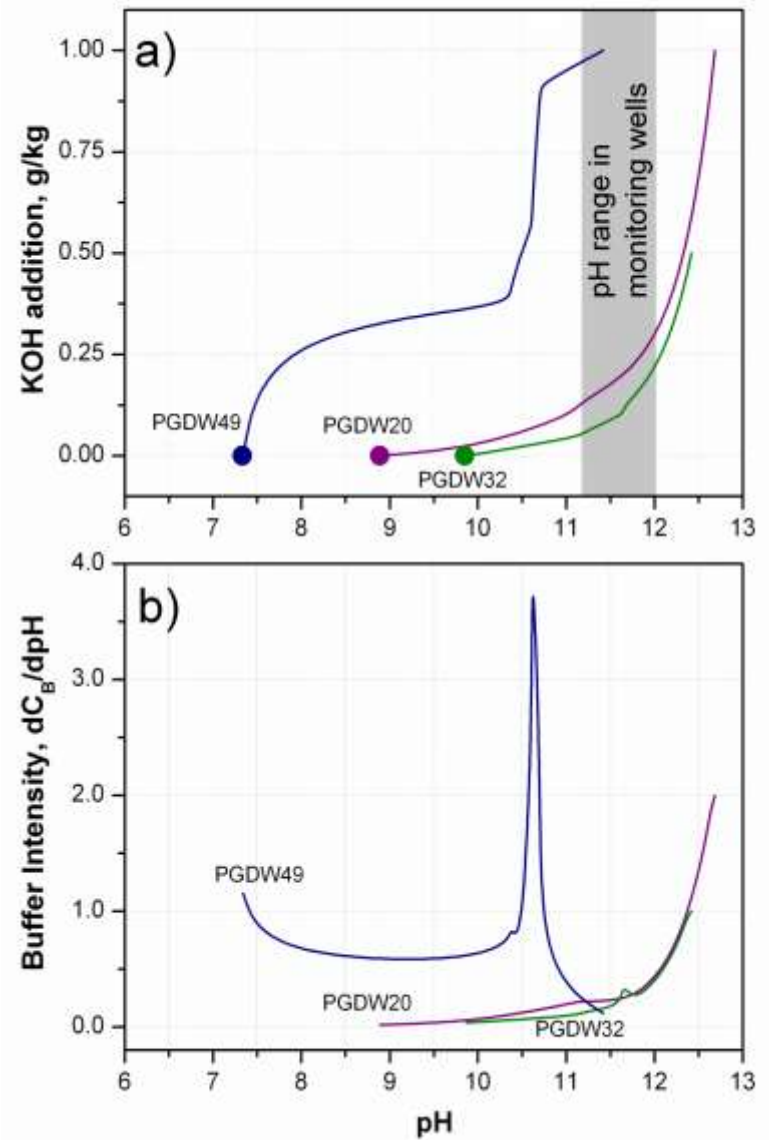 a)
1.00
0.75
0.50
0.25
0.00
KOH addition, g/kg
pH range in
monitoring wells
PGDW49
PGDW20
PGDW32
6 7 8 9 10 11 12 13
b)
4.0
3.0
2.0
1.0
0.0
Buffer Intensity, dC_B/dpH
PGDW49
PGDW20
PGDW32
6 7 8 9 10 11 12 13
pH